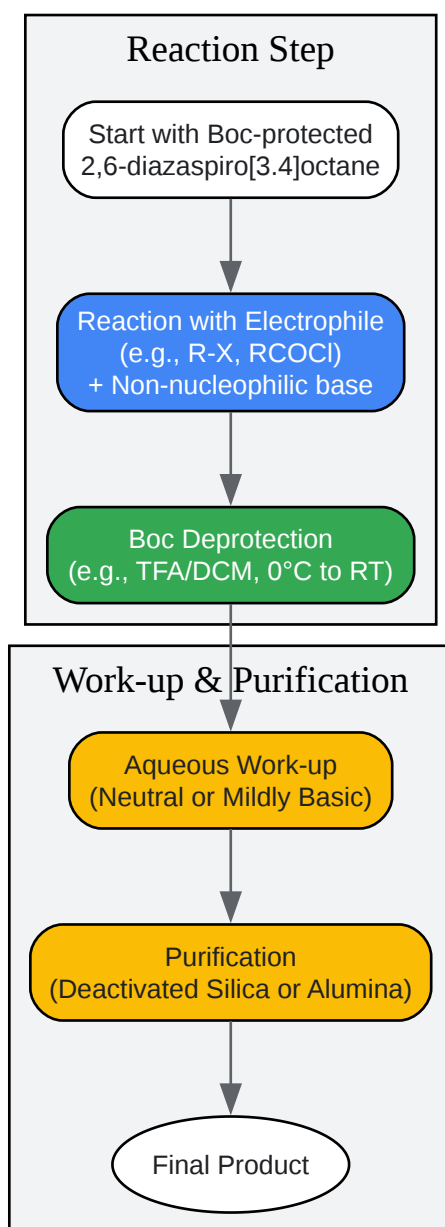 Reaction Step
Start with Boc-protected
2,6-diazaspiro[3.4]octane
Reaction with Electrophile
(e.g., R-X, RCOCl)
+ Non-nucleophilic base
Boc Deprotection
(e.g., TFA/DCM, 0°C to RT)
Work-up & Purification
Aqueous Work-up
(Neutral or Mildly Basic)
Purification
(Deactivated Silica or Alumina)
Final Product